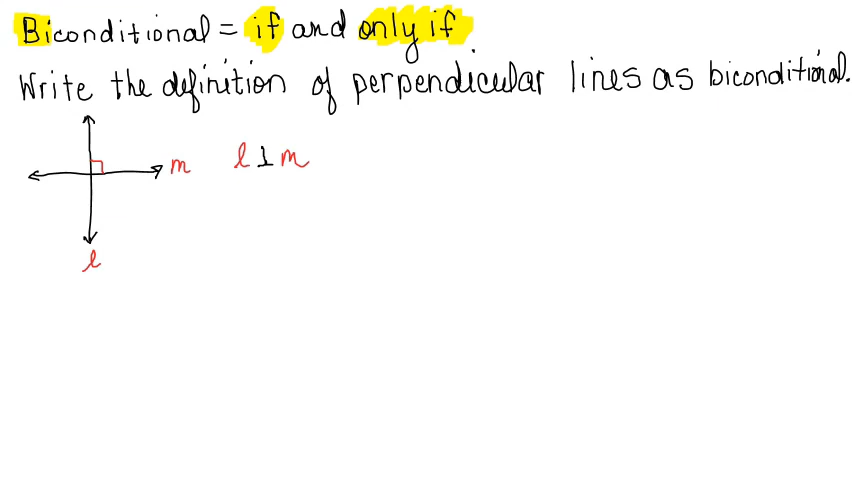 Biconditional = if and only if
Write the definition of perpendicular lines as biconditional.
m l ⊥ m
l